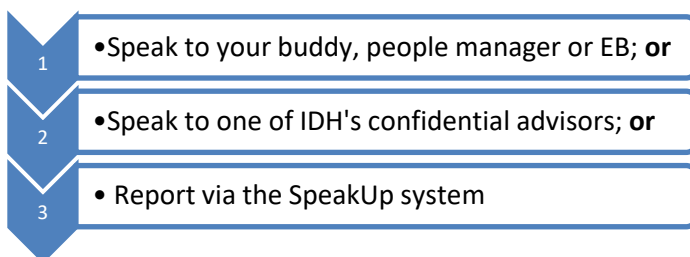 1
•Speak to your buddy, people manager or EB; or
2
•Speak to one of IDH's confidential advisors; or
3
• Report via the SpeakUp system